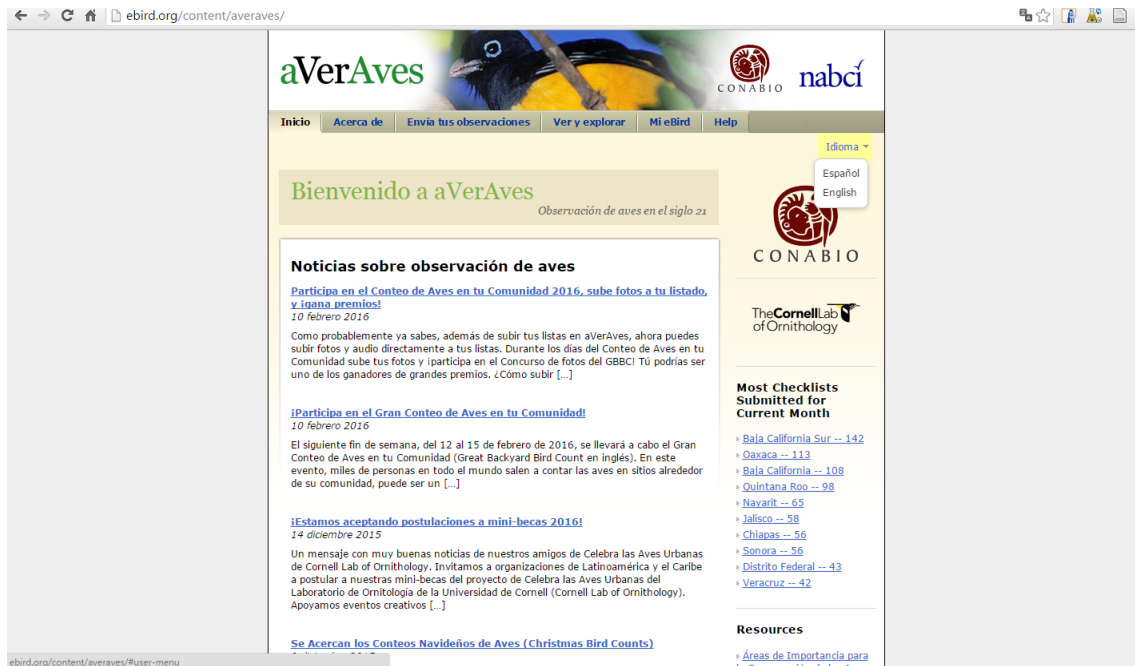 ebird.org/content/averaves/
aVerAves
CONABIO
nabci
Inicio
Acerca de
Envía tus observaciones
Ver y explorar
Mi eBird
Help
Idioma
Español
English
Bienvenido a aVerAves
Observación de aves en el siglo 21
Noticias sobre observación de aves
Participa en el Conteo de Aves en tu Comunidad 2016, sube fotos a tu listado,
y ¡gana premios!
10 febrero 2016
Como probablemente ya sabes, además de subir tus listas en aVerAves, ahora puedes
subir fotos y audio directamente a tus listas. Durante los días del Conteo de Aves en tu
Comunidad sube tus fotos y ¡participa en el Concurso de fotos del GBBC! Tú podrías ser
uno de los ganadores de grandes premios. ¿Cómo subir [...]
¡Participa en el Gran Conteo de Aves en tu Comunidad!
10 febrero 2016
El siguiente fin de semana, del 12 al 15 de febrero de 2016, se llevará a cabo el Gran
Conteo de Aves en tu Comunidad (Great Backyard Bird Count en inglés). En este
evento, miles de personas en todo el mundo salen a contar las aves en sitios alrededor
de su comunidad, puede ser un [...]
¡Estamos aceptando postulaciones a mini-becas 2016!
14 diciembre 2015
Un mensaje con muy buenas noticias de nuestros amigos de Celebra las Aves Urbanas
de Cornell Lab of Ornithology. Invitamos a organizaciones de Latinoamérica y el Caribe
a postular a nuestras mini-becas del proyecto de Celebra las Aves Urbanas del
Laboratorio de Ornitología de la Universidad de Cornell (Cornell Lab of Ornithology).
Apoyamos eventos creativos [...]
Se Acercan los Conteos Navideños de Aves (Christmas Bird Counts)
CONABIO
TheCornellLab
of Ornithology
Most Checklists
Submitted for
Current Month
Baja California Sur -- 142
Oaxaca -- 113
Baja California -- 108
Quintana Roo -- 98
Nayarit -- 65
Jalisco -- 58
Chiapas -- 56
Sonora -- 56
Distrito Federal -- 43
Veracruz -- 42
Resources
Áreas de Importancia para
ebird.org/content/averaves/#user-menu